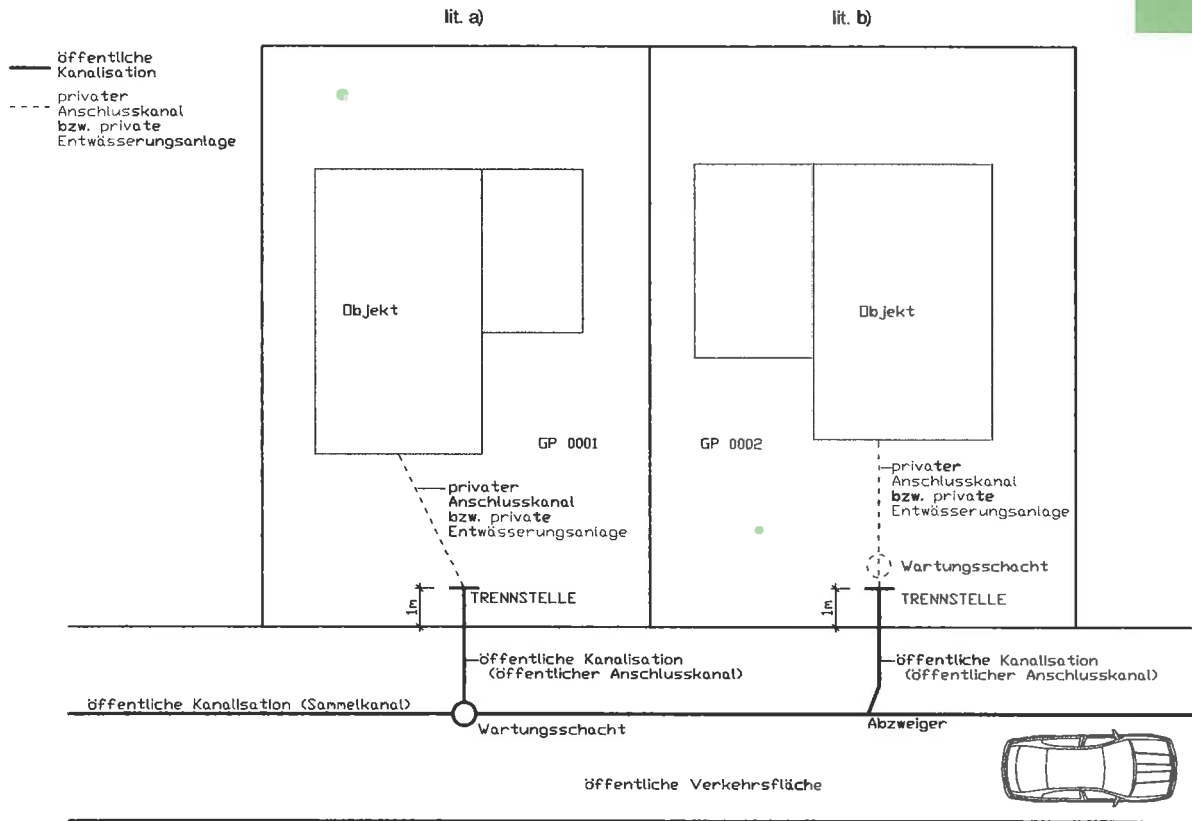 lit. a)
lit. b)
öffentliche
Kanalisation
privater
Anschlusskanal
bzw. private
Entwässerungsanlage
Objekt
Objekt
GP 0001
GP 0002
privater
Anschlusskanal
bzw. private
Entwässerungsanlage
privater
Anschlusskanal
bzw. private
Entwässerungsanlage
Wartungsschacht
1m
TRENNSTELLE
1m
TRENNSTELLE
öffentliche Kanalisation
(öffentlicher Anschlusskanal)
öffentliche Kanalisation
(öffentlicher Anschlusskanal)
öffentliche Kanalisation (Sammelkanal)
Wartungsschacht
Abzweiger
öffentliche Verkehrsfläche